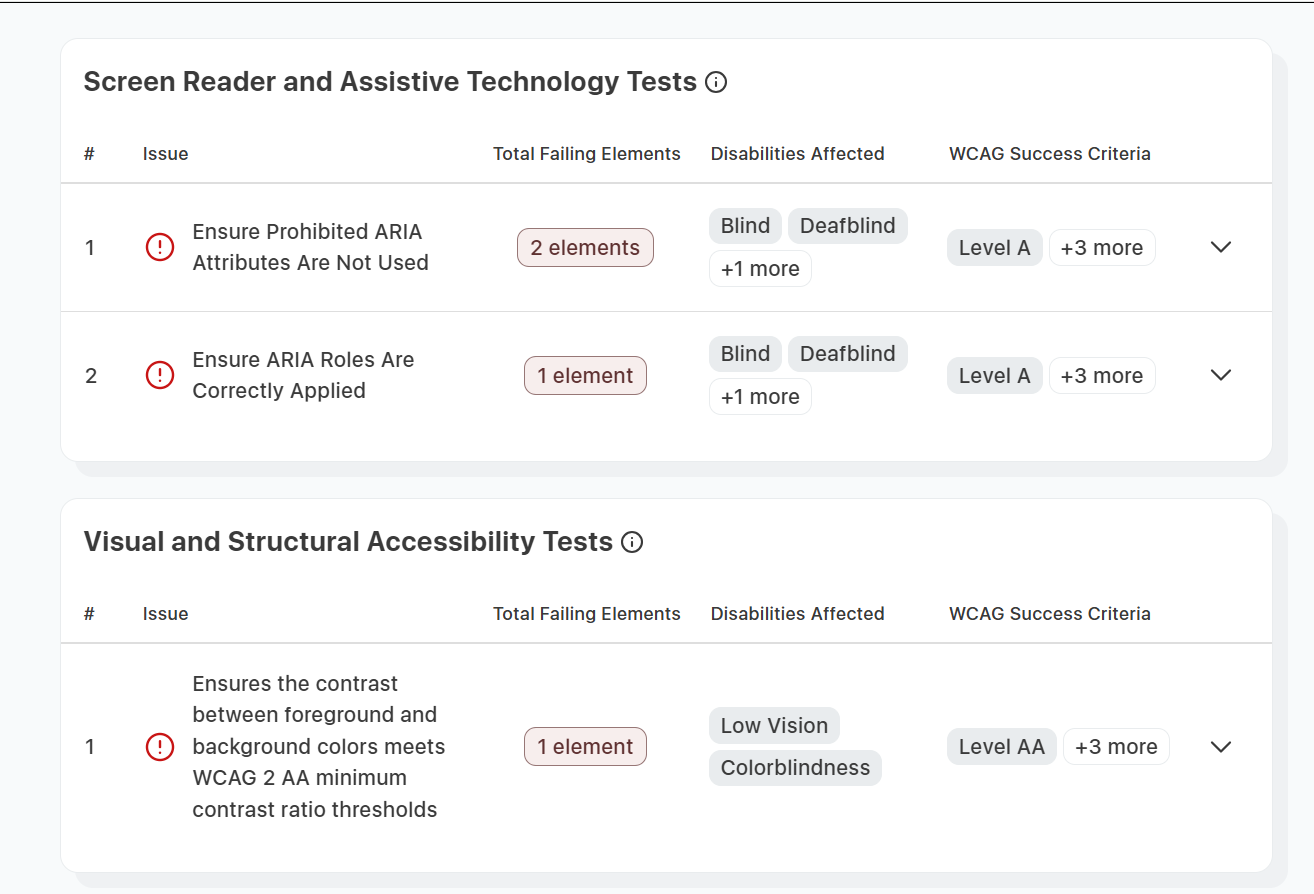 Screen Reader and Assistive Technology Tests
# Issue Total Failing Elements Disabilities Affected WCAG Success Criteria
1 Ensure Prohibited ARIA
Attributes Are Not Used
2 elements
Blind Deafblind
+1 more
Level A +3 more
2 Ensure ARIA Roles Are
Correctly Applied
1 element
Blind Deafblind
+1 more
Level A +3 more
Visual and Structural Accessibility Tests
# Issue Total Failing Elements Disabilities Affected WCAG Success Criteria
1 Ensures the contrast
between foreground and
background colors meets
WCAG 2 AA minimum
contrast ratio thresholds
1 element
Low Vision
Colorblindness
Level AA +3 more